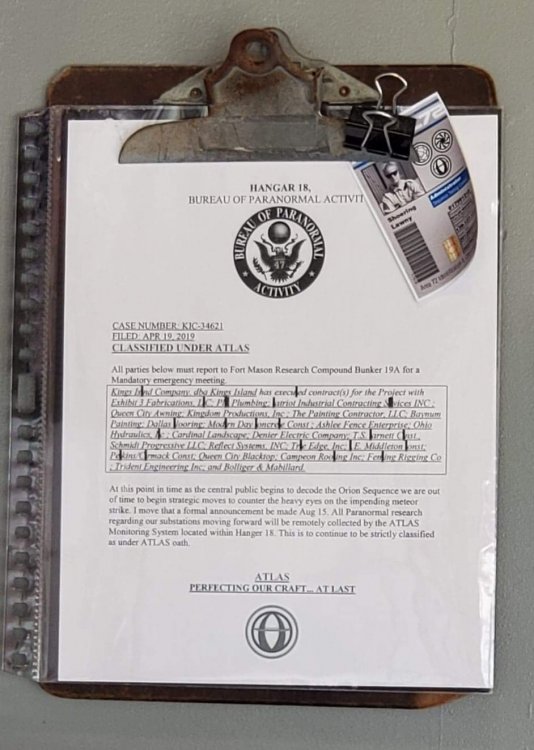 HANGAR 18,
BUREAU OF PARANORMAL ACTIVIT
BUREAU OF PARANORMAL
47
ACTIVITY
Administration
Showring
Lawny
CASE NUMBER: KIC-34621
FILED: APR 19, 2019
CLASSIFIED UNDER ATLAS
All parties below must report to Fort Mason Research Compound Bunker 19A for a
Mandatory emergency meeting.
Kings Island Company, dba Kings Island has executed contract(s) for the Project with
Exhibit 3 Fabrications, LLC; Plumbing; Patriot Industrial Contracting Services INC ;
Queen City Awning; Kingdom Productions, Inc ; The Painting Contractor, LLC; Baynum
Painting; Dallas Flooring; Modern Day Concrete Const ; Ashlee Fence Enterprise; Ohio
Hydraulics, Inc ; Cardinal Landscape; Denier Electric Company; T.S. Barnett Const.,
Schmidt Progressive LLC; Reflect Systems, INC; The Edge, Inc; E. Middleton Const;
Perkins/Carmack Const; Queen City Blacktop; Campeon Roofing Inc; Fenring Rigging Co
; Trident Engineering Inc; and Bolliger & Mabillard.
At this point in time as the central public begins to decode the Orion Sequence we are out
of time to begin strategic moves to counter the heavy eyes on the impending meteor
strike. I move that a formal announcement be made Aug 15. All Paranormal research
regarding our substations moving forward will be remotely collected by the ATLAS
Monitoring System located within Hanger 18. This is to continue to be strictly classified
as under ATLAS oath.
ATLAS
PERFECTING OUR CRAFT... AT LAST